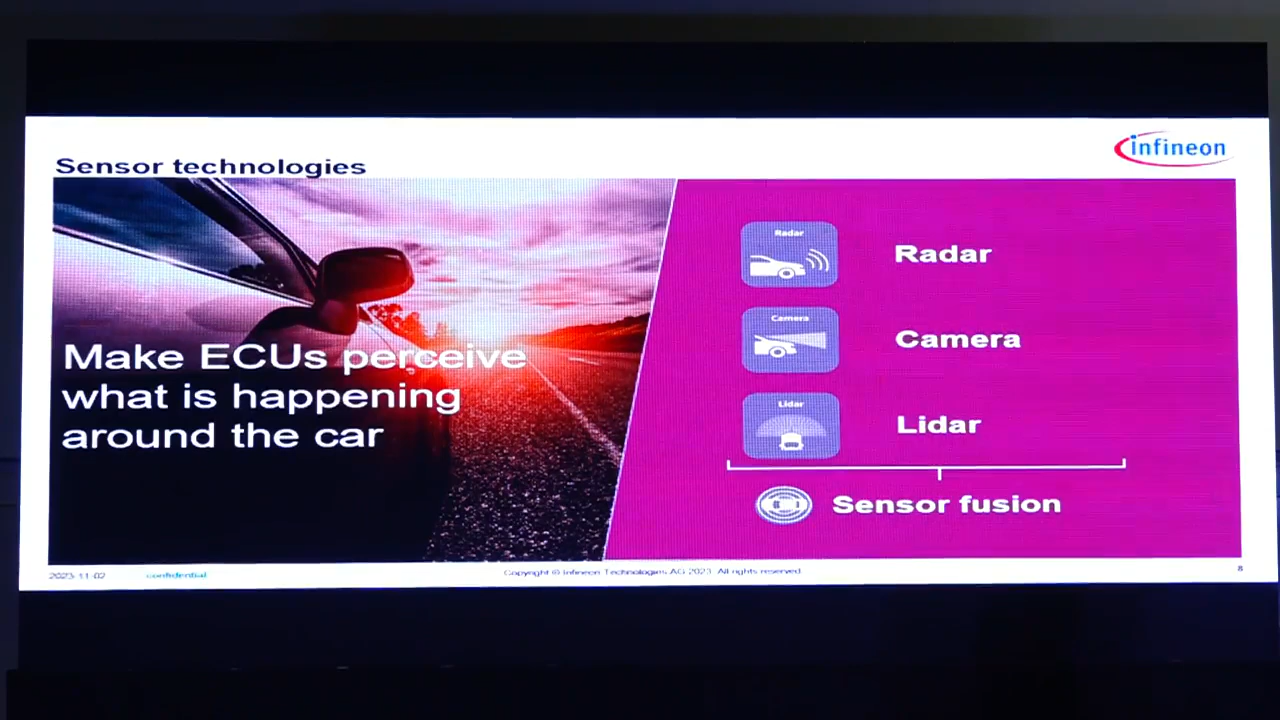 infineon
Sensor technologies
Make ECUs perceive
what is happening
around the car
Radar
Radar
Camera
Camera
Lidar
Lidar
Sensor fusion
2023-11-02
confidential
Copyright © Infineon Technologies AG 2023. All rights reserved.
8